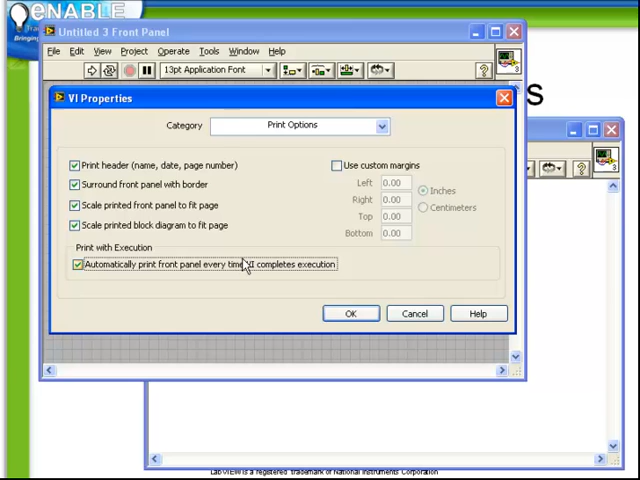 eNABLE
Untitled 3 Front Panel
File Edit View Project Operate Tools Window Help
13pt Application Font
3
VI Properties
Category Print Options
Print header (name, date, page number)
Surround front panel with border
Scale printed front panel to fit page
Scale printed block diagram to fit page
Use custom margins
Left 0.00
Right 0.00
Top 0.00
Bottom 0.00
Inches
Centimeters
Print with Execution
Automatically print front panel every time VI completes execution
OK Cancel Help
s
3
LabVIEW is a registered trademark of National Instruments Corporation